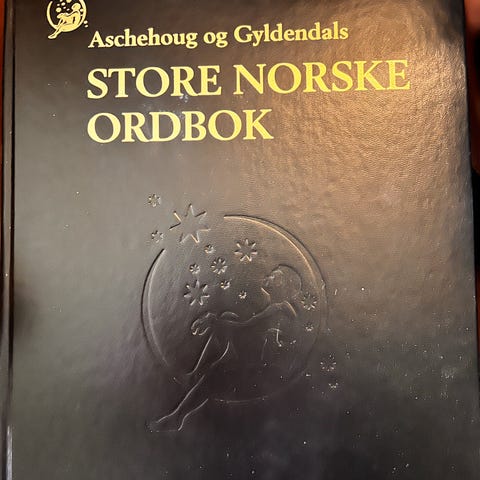 Aschehoug og Gyldendals
STORE NORSKE
ORDBOK